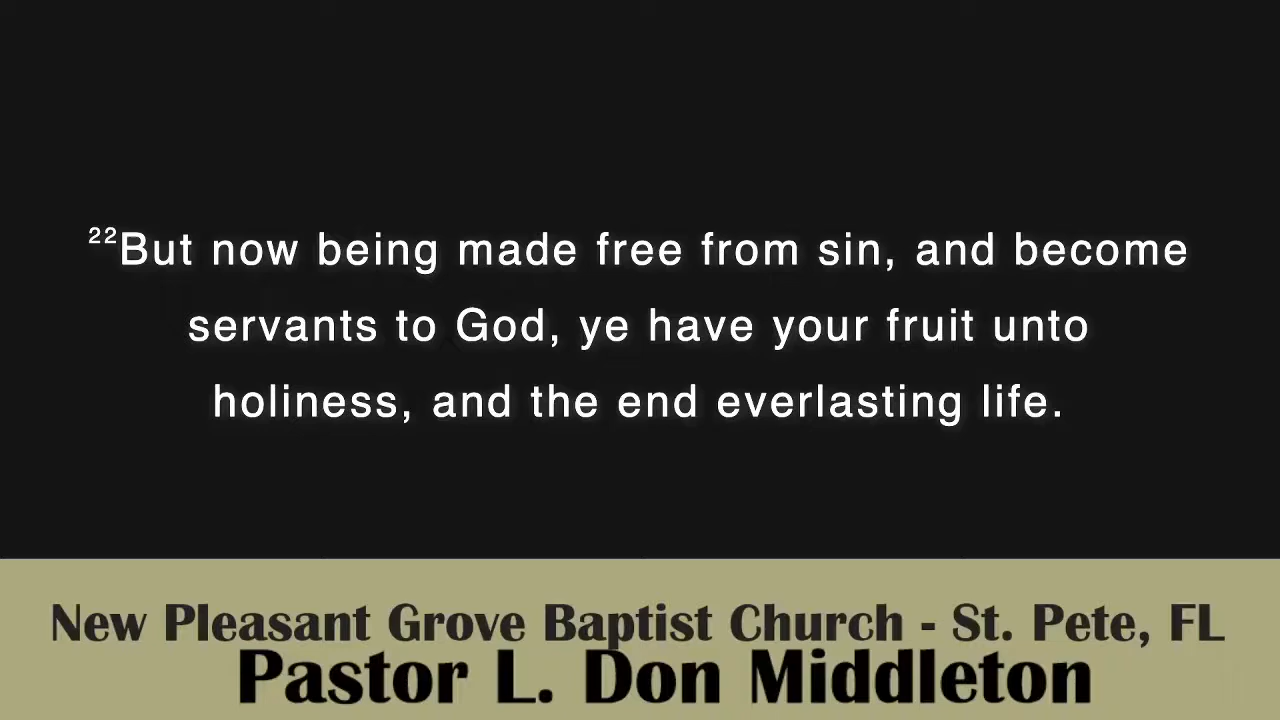 22But now being made free from sin, and become
servants to God, ye have your fruit unto
holiness, and the end everlasting life.
New Pleasant Grove Baptist Church - St. Pete, FL
Pastor L. Don Middleton